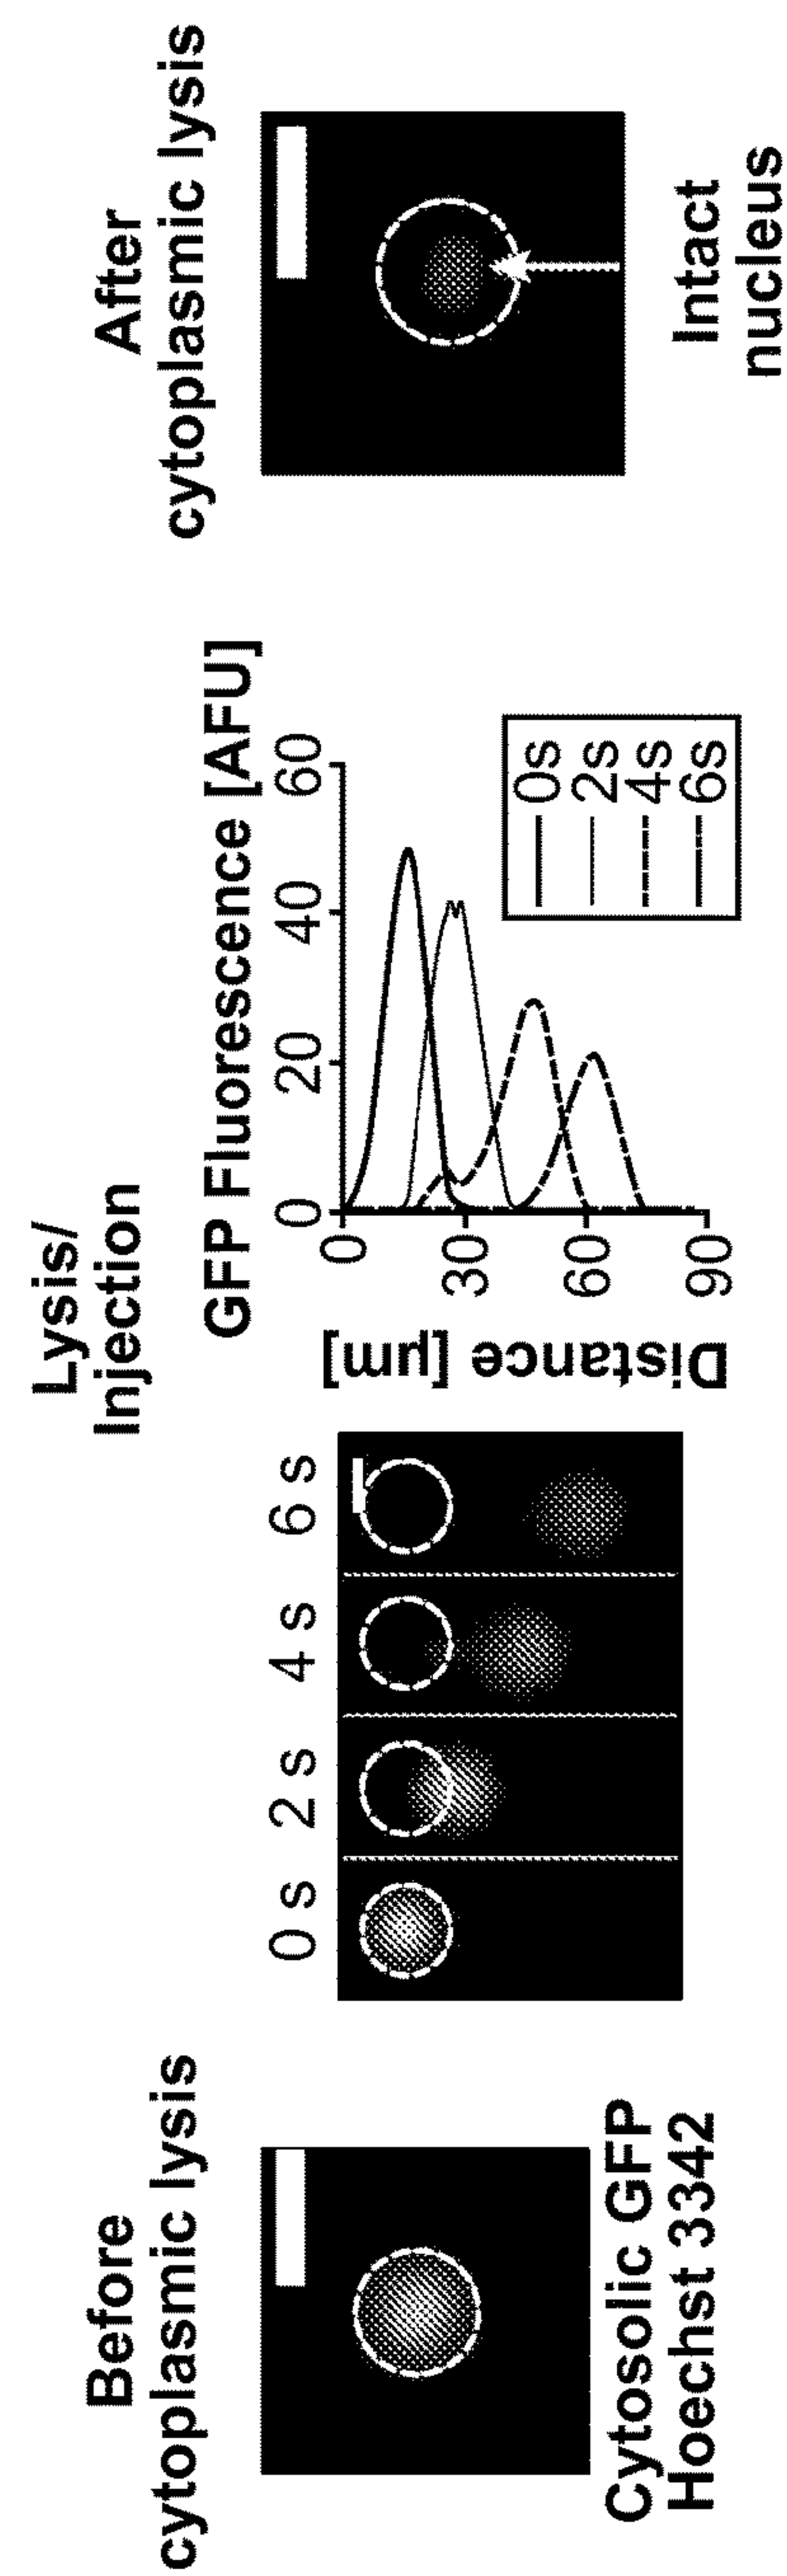 Before
cytoplasmic lysis
Cytosolic GFP
Hoechst 3342
Lysis/
Injection
0 s 2 s 4 s 6 s
GFP Fluorescence [AFU]
0 20 40 60
Distance [µm]
0
30
60
90
0s
2s
4s
6s
After
cytoplasmic lysis
Intact
nucleus